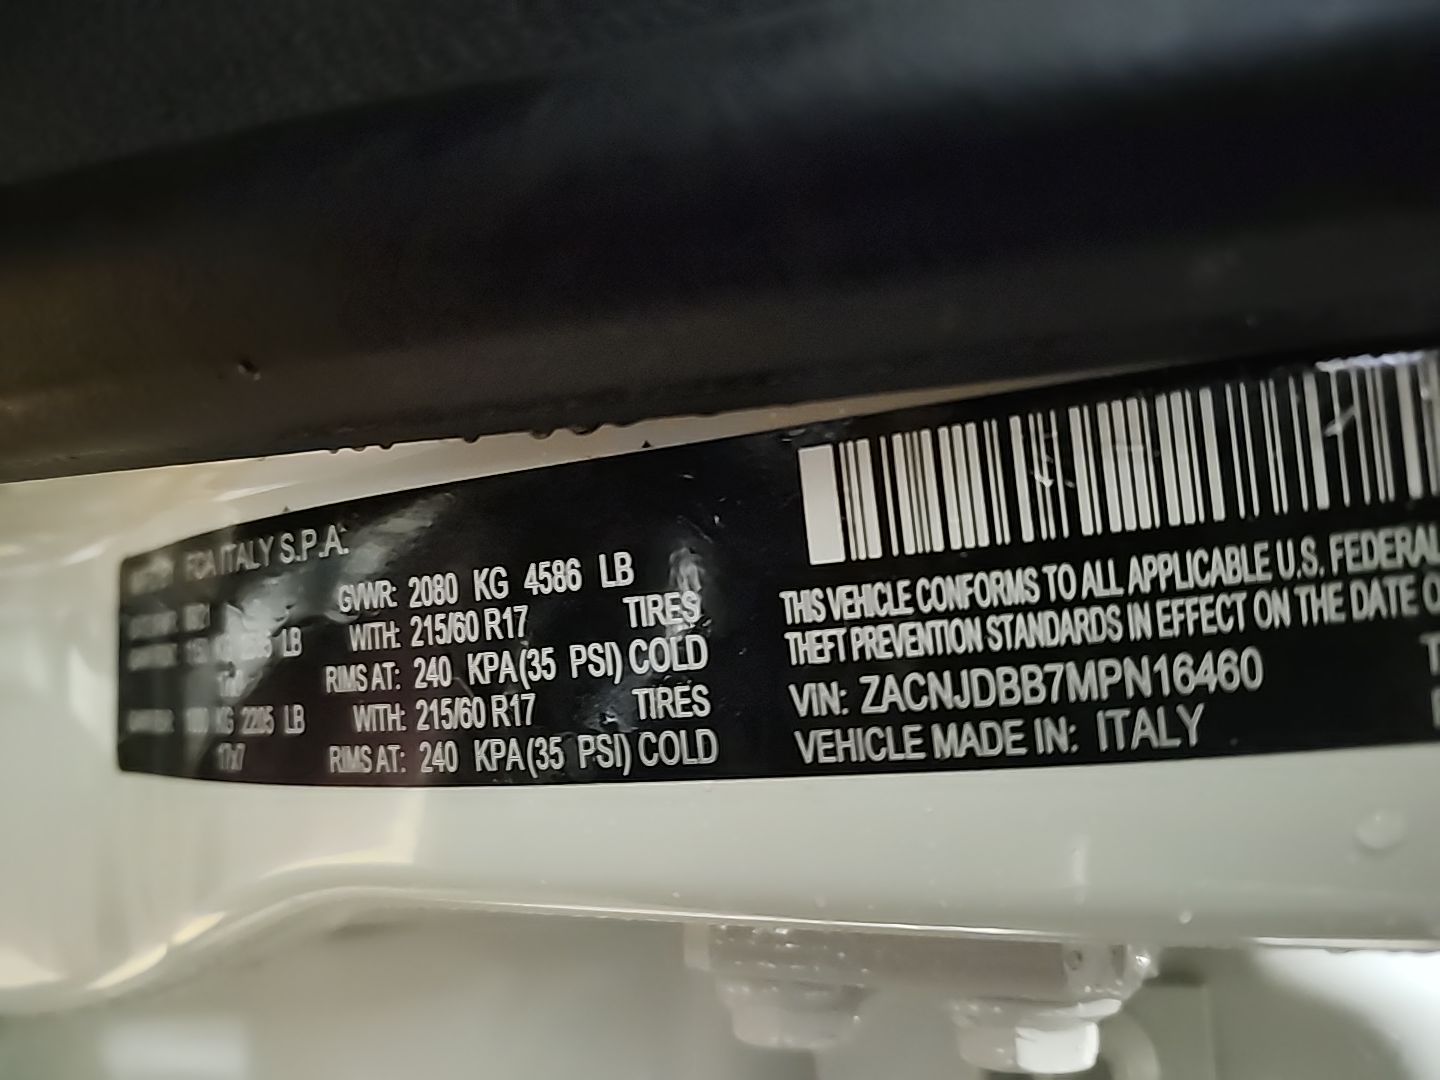 FCA ITALY S.P.A.
GVWR: 2080 KG 4586 LB
LB WITH: 215/60 R17 TIRES
RIMS AT: 240 KPA (35 PSI) COLD
KG 2205 LB WITH: 215/60 R17 TIRES
17x7 RIMS AT: 240 KPA (35 PSI) COLD
THIS VEHICLE CONFORMS TO ALL APPLICABLE U.S. FEDERAL
THEFT PREVENTION STANDARDS IN EFFECT ON THE DATE
VIN: ZACNJDBB7MPN16460
VEHICLE MADE IN: ITALY